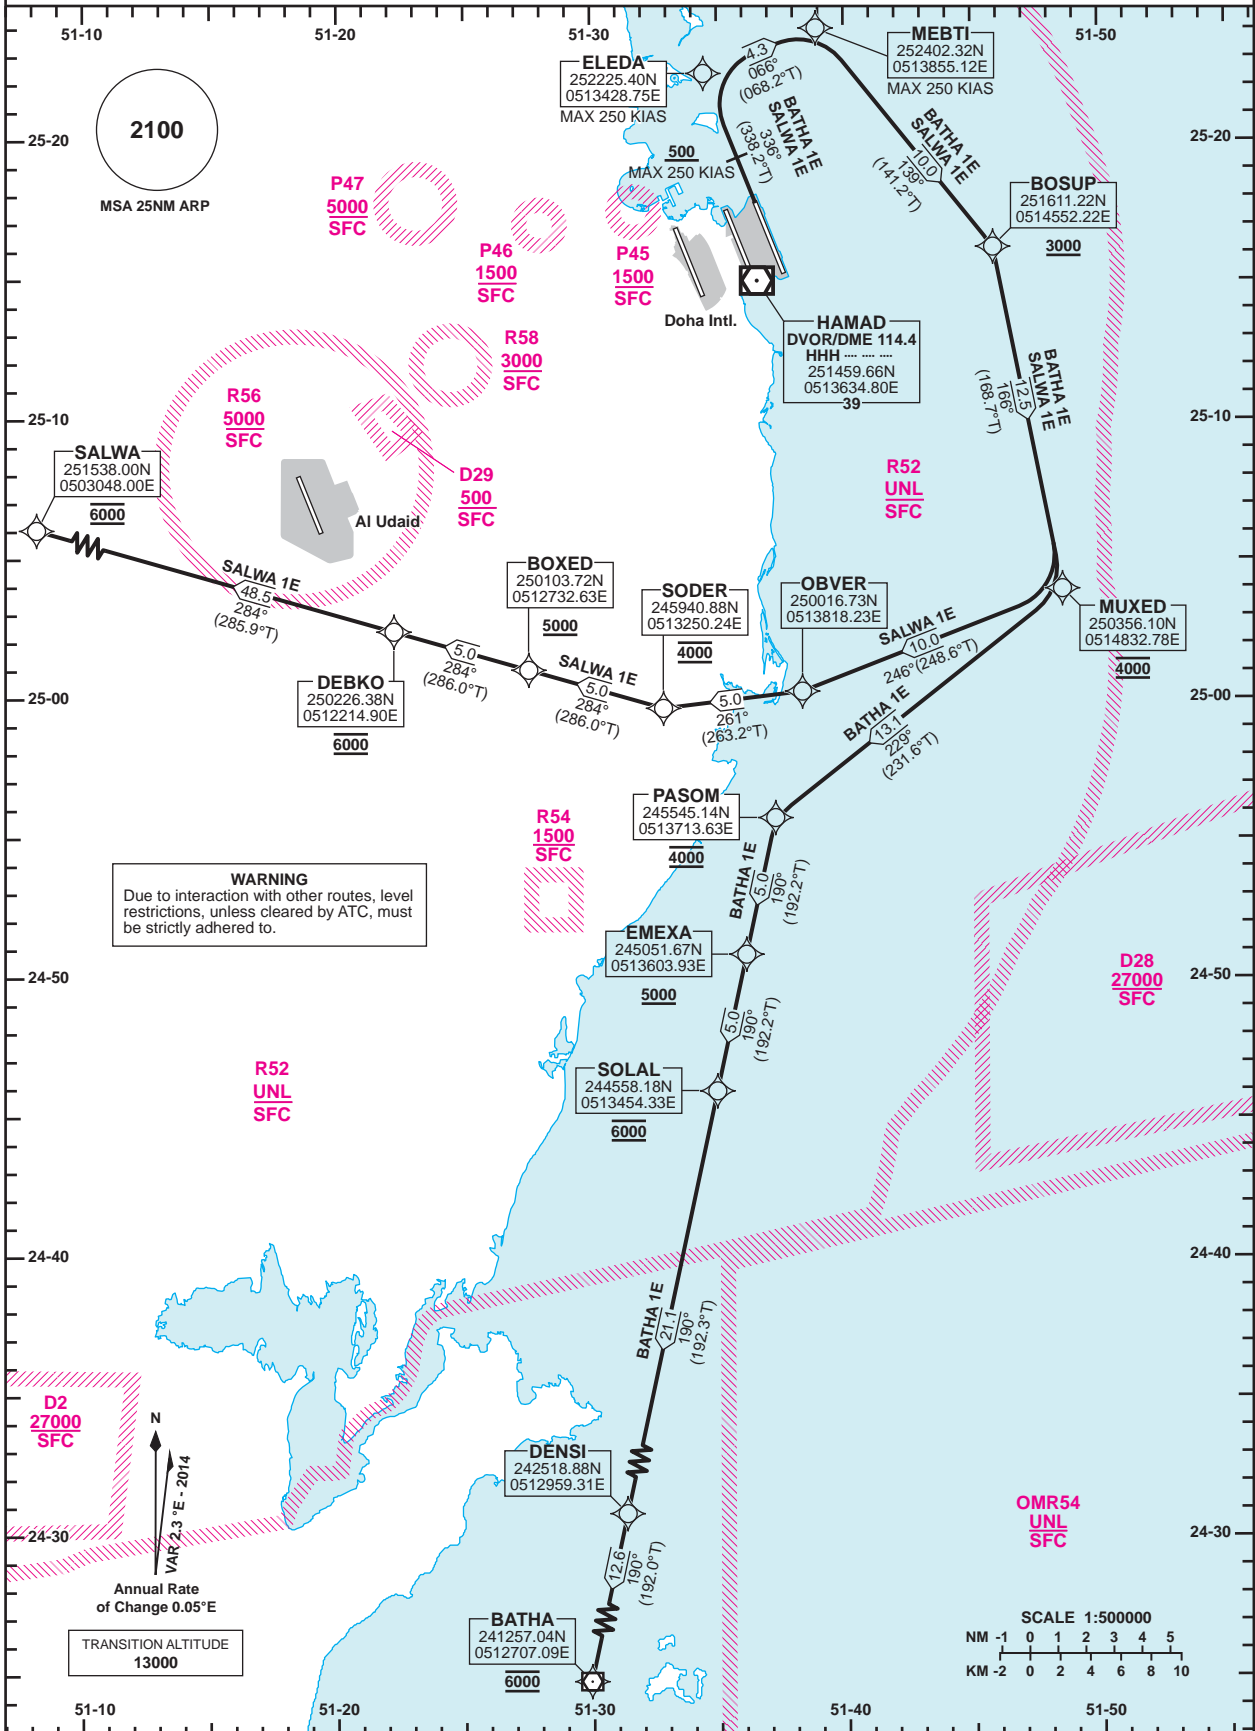 51-10
51-20
51-30
51-50
2100
MSA 25NM ARP
25-20
25-20
ELEDA
252225.40N
0513428.75E
MAX 250 KIAS
MEBTI
252402.32N
0513855.12E
MAX 250 KIAS
4.3
066°
(068.2°T)
BATHA 1E
SALWA 1E
336°
(338.2°T)
500
MAX 250 KIAS
BATHA 1E
SALWA 1E
10.0
139°
(141.2°T)
BOSUP
251611.22N
0514552.22E
3000
P47
5000
SFC
P46
1500
SFC
P45
1500
SFC
Doha Intl.
HAMAD
DVOR/DME 114.4
HHH ···· ···· ····
251459.66N
0513634.80E
39
R58
3000
SFC
R56
5000
SFC
D29
500
SFC
Al Udaid
25-10
25-10
BATHA 1E
SALWA 1E
12.5
166°
(168.7°T)
R52
UNL
SFC
SALWA
251538.00N
0503048.00E
6000
SALWA 1E
48.5
284°
(285.9°T)
DEBKO
250226.38N
0512214.90E
6000
5.0
284°
(286.0°T)
BOXED
250103.72N
0512732.63E
5000
SALWA 1E
5.0
284°
(286.0°T)
SODER
245940.88N
0513250.24E
4000
5.0
261°
(263.2°T)
OBVER
250016.73N
0513818.23E
SALWA 1E
10.0
246° (248.6°T)
MUXED
250356.10N
0514832.78E
4000
25-00
25-00
BATHA 1E
13.1
229°
(231.6°T)
PASOM
245545.14N
0513713.63E
4000
R54
1500
SFC
WARNING
Due to interaction with other routes, level
restrictions, unless cleared by ATC, must
be strictly adhered to.
BATHA 1E
5.0
190°
(192.2°T)
EMEXA
245051.67N
0513603.93E
5000
24-50
24-50
D28
27000
SFC
5.0
190°
(192.2°T)
SOLAL
244558.18N
0513454.33E
6000
R52
UNL
SFC
24-40
24-40
BATHA 1E
21.1
190°
(192.3°T)
D2
27000
SFC
N
VAR 2.3 °E - 2014
Annual Rate
of Change 0.05°E
DENSI
242518.88N
0512959.31E
24-30
24-30
OMR54
UNL
SFC
12.6
190°
(192.0°T)
BATHA
241257.04N
0512707.09E
6000
TRANSITION ALTITUDE
13000
SCALE 1:500000
NM -1 0 1 2 3 4 5
KM -2 0 2 4 6 8 10
51-10
51-20
51-30
51-40
51-50